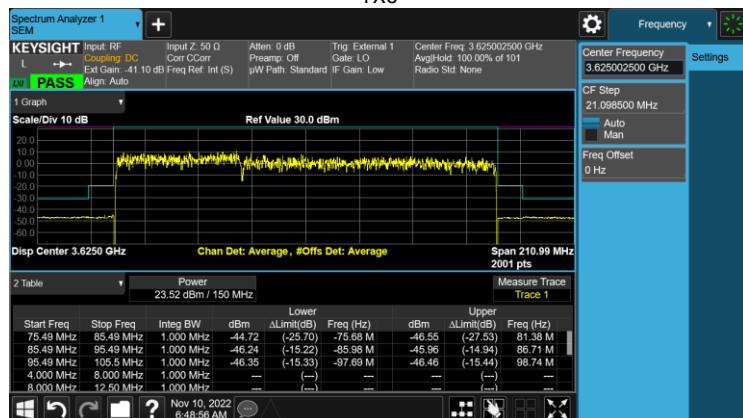 TX0
Spectrum Analyzer 1
SEM
Frequency
KEYSIGHT
L
LXI
PASS
Input: RF
Coupling: DC
Ext Gain: -41.10 dB
Align: Auto
Input Z: 50 Ω
Corr CCorr
Freq Ref: Int (S)
Atten: 0 dB
Preamp: Off
µW Path: Standard
Trig: External 1
Gate: LO
IF Gain: Low
Center Freq: 3.625002500 GHz
Avg|Hold: 100.00% of 101
Radio Std: None
Center Frequency
3.625002500 GHz
Settings
CF Step
21.098500 MHz
Auto
Man
Freq Offset
0 Hz
1 Graph
Scale/Div 10 dB
Ref Value 30.0 dBm
20.0
10.0
0.00
-10.0
-20.0
-30.0
-40.0
-50.0
-60.0
Disp Center 3.6250 GHz
Chan Det: Average, #Offs Det: Average
Span 210.99 MHz
2001 pts
2 Table
Power
23.52 dBm / 150 MHz
Measure Trace
Trace 1
Lower Upper
Start Freq Stop Freq Integ BW dBm ΔLimit(dB) Freq (Hz) dBm ΔLimit(dB) Freq (Hz)
75.49 MHz 85.49 MHz 1.000 MHz -44.72 (-25.70) -75.68 M -46.55 (-27.53) 81.38 M
85.49 MHz 95.49 MHz 1.000 MHz -46.24 (-15.22) -85.98 M -45.96 (-14.94) 86.71 M
95.49 MHz 105.5 MHz 1.000 MHz -46.35 (-15.33) -97.69 M -46.46 (-15.44) 98.74 M
4.000 MHz 8.000 MHz 1.000 MHz --- (---) --- --- (---) ---
8.000 MHz 12.50 MHz 1.000 MHz --- (---) --- --- (---) ---
?
Nov 10, 2022
6:48:56 AM